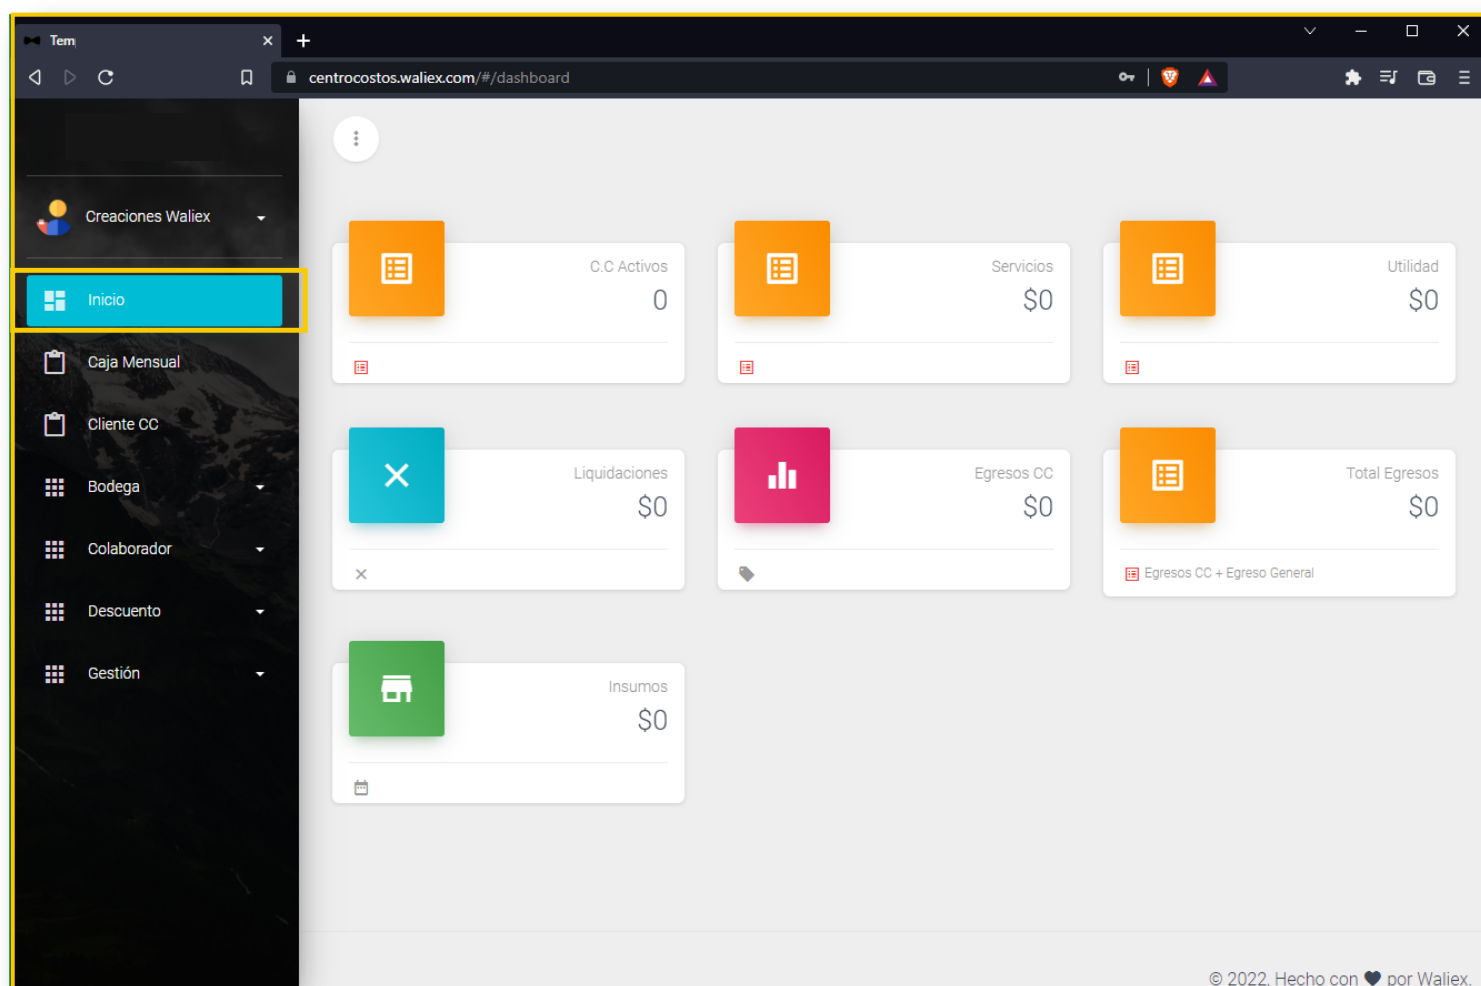 Tem
centrocostos.waliex.com/#/dashboard
Creaciones Waliex
Inicio
Caja Mensual
Cliente CC
Bodega
Colaborador
Descuento
Gestión
C.C Activos
0
Servicios
$0
Utilidad
$0
Liquidaciones
$0
Egresos CC
$0
Total Egresos
$0
Egresos CC + Egreso General
Insumos
$0
© 2022, Hecho con ♥ por Waliex.